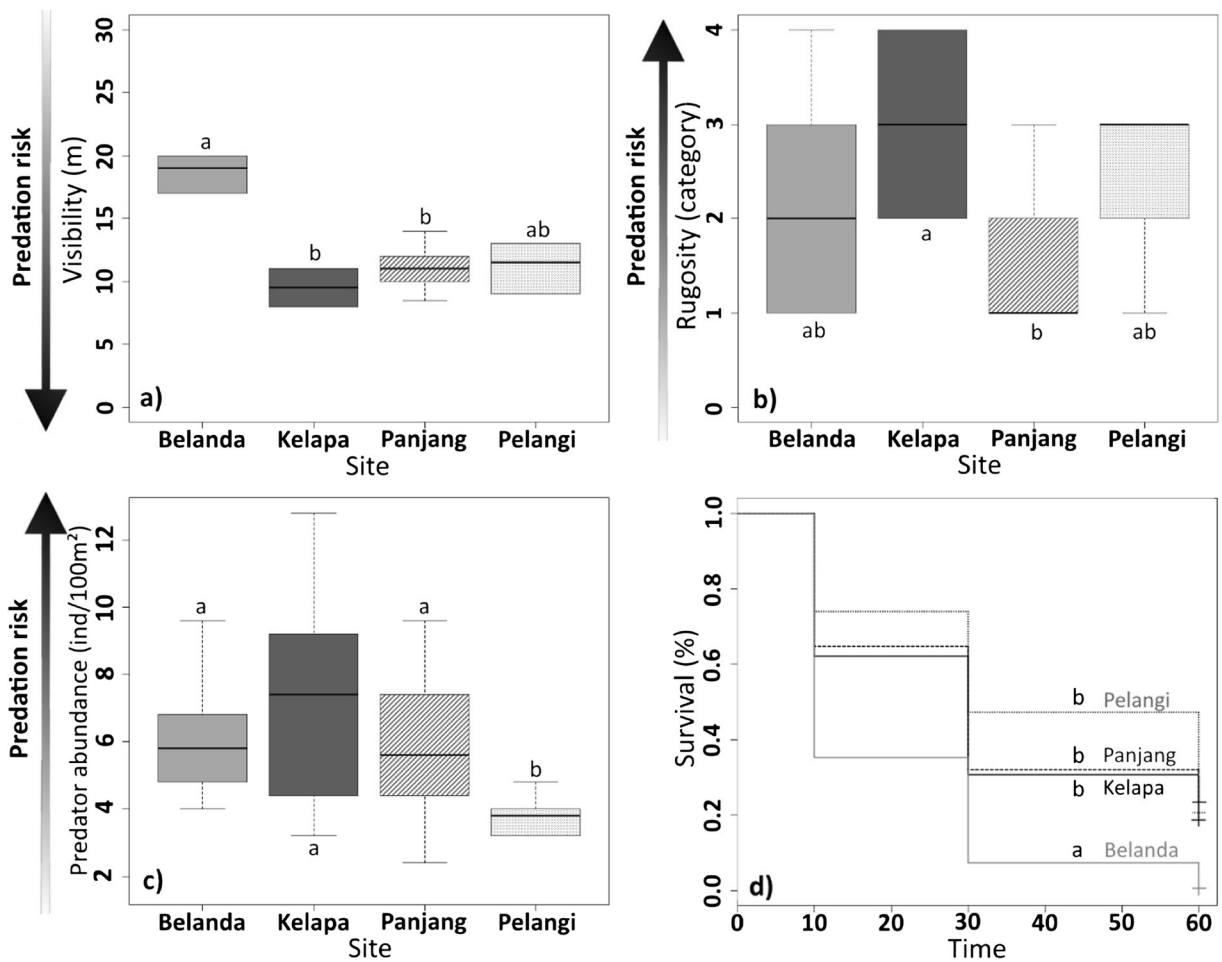 Predation risk
Visibility (m)
30
25
20
15
10
5
0
a
b
b
ab
a)
Belanda Kelapa Panjang Pelangi
Site
Predation risk
Rugosity (category)
4
3
2
1
0
ab
a
b
ab
b)
Belanda Kelapa Panjang Pelangi
Site
Predation risk
Predator abundance (ind/100m²)
12
10
8
6
4
2
a
a
a
b
c)
Belanda Kelapa Panjang Pelangi
Site
Survival (%)
1.0
0.8
0.6
0.4
0.2
0.0
b Pelangi
b Panjang
b Kelapa
a Belanda
d)
0 10 20 30 40 50 60
Time